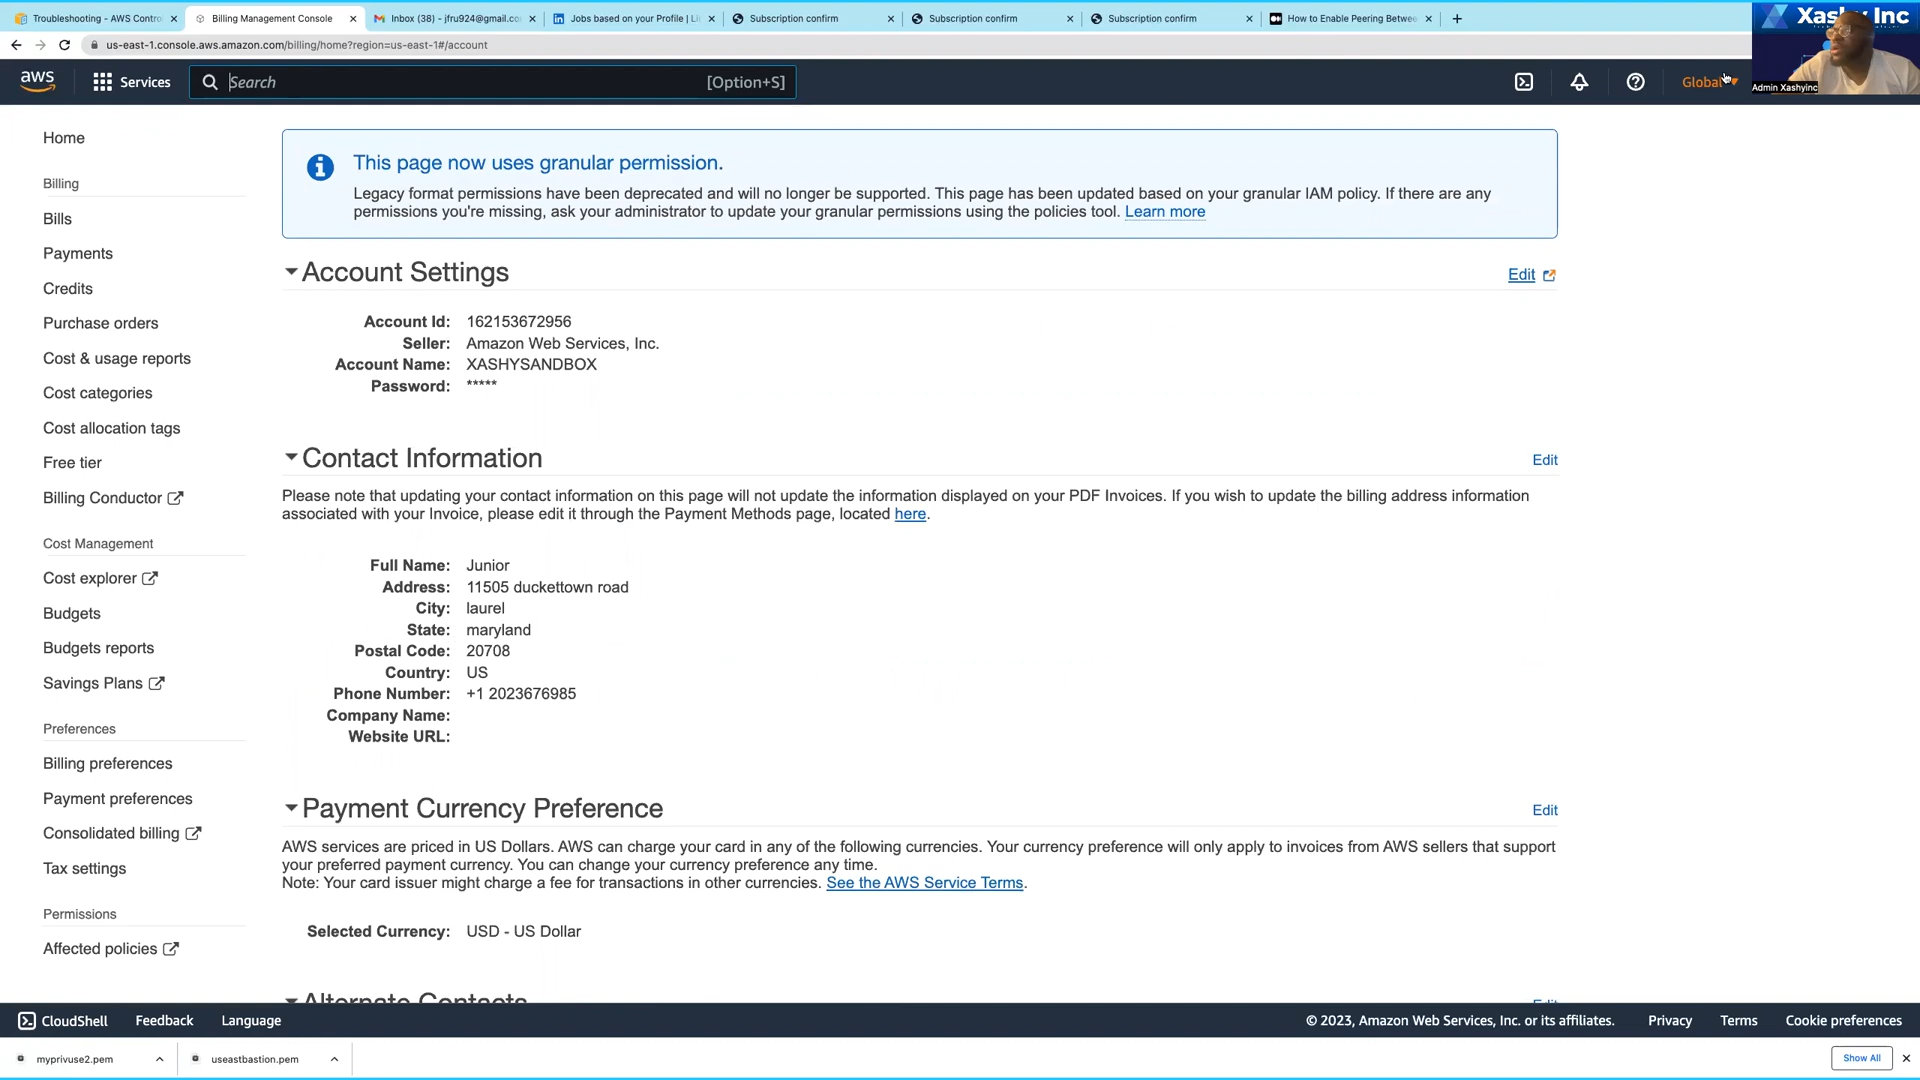 Troubleshooting - AWS Contro
Billing Management Console
Inbox (38) - jfru924@gmail.co
Jobs based on your Profile | Li
Subscription confirm
Subscription confirm
Subscription confirm
How to Enable Peering Betwe
us-east-1.console.aws.amazon.com/billing/home?region=us-east-1#/account
Xashy Inc
aws
Services
Search
[Option+S]
Global
Admin Xashyinc
Home
Billing
Bills
Payments
Credits
Purchase orders
Cost & usage reports
Cost categories
Cost allocation tags
Free tier
Billing Conductor
Cost Management
Cost explorer
Budgets
Budgets reports
Savings Plans
Preferences
Billing preferences
Payment preferences
Consolidated billing
Tax settings
Permissions
Affected policies
This page now uses granular permission.
Legacy format permissions have been deprecated and will no longer be supported. This page has been updated based on your granular IAM policy. If there are any
permissions you're missing, ask your administrator to update your granular permissions using the policies tool. Learn more
Account Settings
Edit
Account Id: 162153672956
Seller: Amazon Web Services, Inc.
Account Name: XASHYSANDBOX
Password: *****
Contact Information
Edit
Please note that updating your contact information on this page will not update the information displayed on your PDF Invoices. If you wish to update the billing address information
associated with your Invoice, please edit it through the Payment Methods page, located here.
Full Name: Junior
Address: 11505 duckettown road
City: laurel
State: maryland
Postal Code: 20708
Country: US
Phone Number: +1 2023676985
Company Name:
Website URL:
Payment Currency Preference
Edit
AWS services are priced in US Dollars. AWS can charge your card in any of the following currencies. Your currency preference will only apply to invoices from AWS sellers that support
your preferred payment currency. You can change your currency preference any time.
Note: Your card issuer might charge a fee for transactions in other currencies. See the AWS Service Terms.
Selected Currency: USD - US Dollar
Alternate Contacts
Edit
CloudShell
Feedback
Language
© 2023, Amazon Web Services, Inc. or its affiliates.
Privacy
Terms
Cookie preferences
myprivuse2.pem
useastbastion.pem
Show All